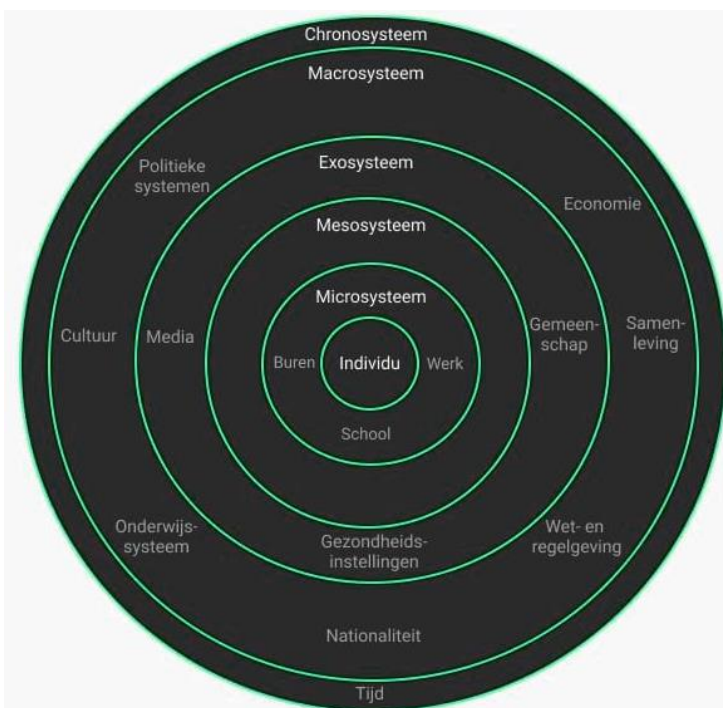 Chronosysteem
Macrosysteem
Politieke
systemen
Exosysteem
Economie
Mesosysteem
Microsysteem
Cultuur
Media
Buren
Individu
Werk
Gemeen-
schap
Samen-
leving
School
Onderwijs-
systeem
Gezondheids-
instellingen
Wet- en
regelgeving
Nationaliteit
Tijd